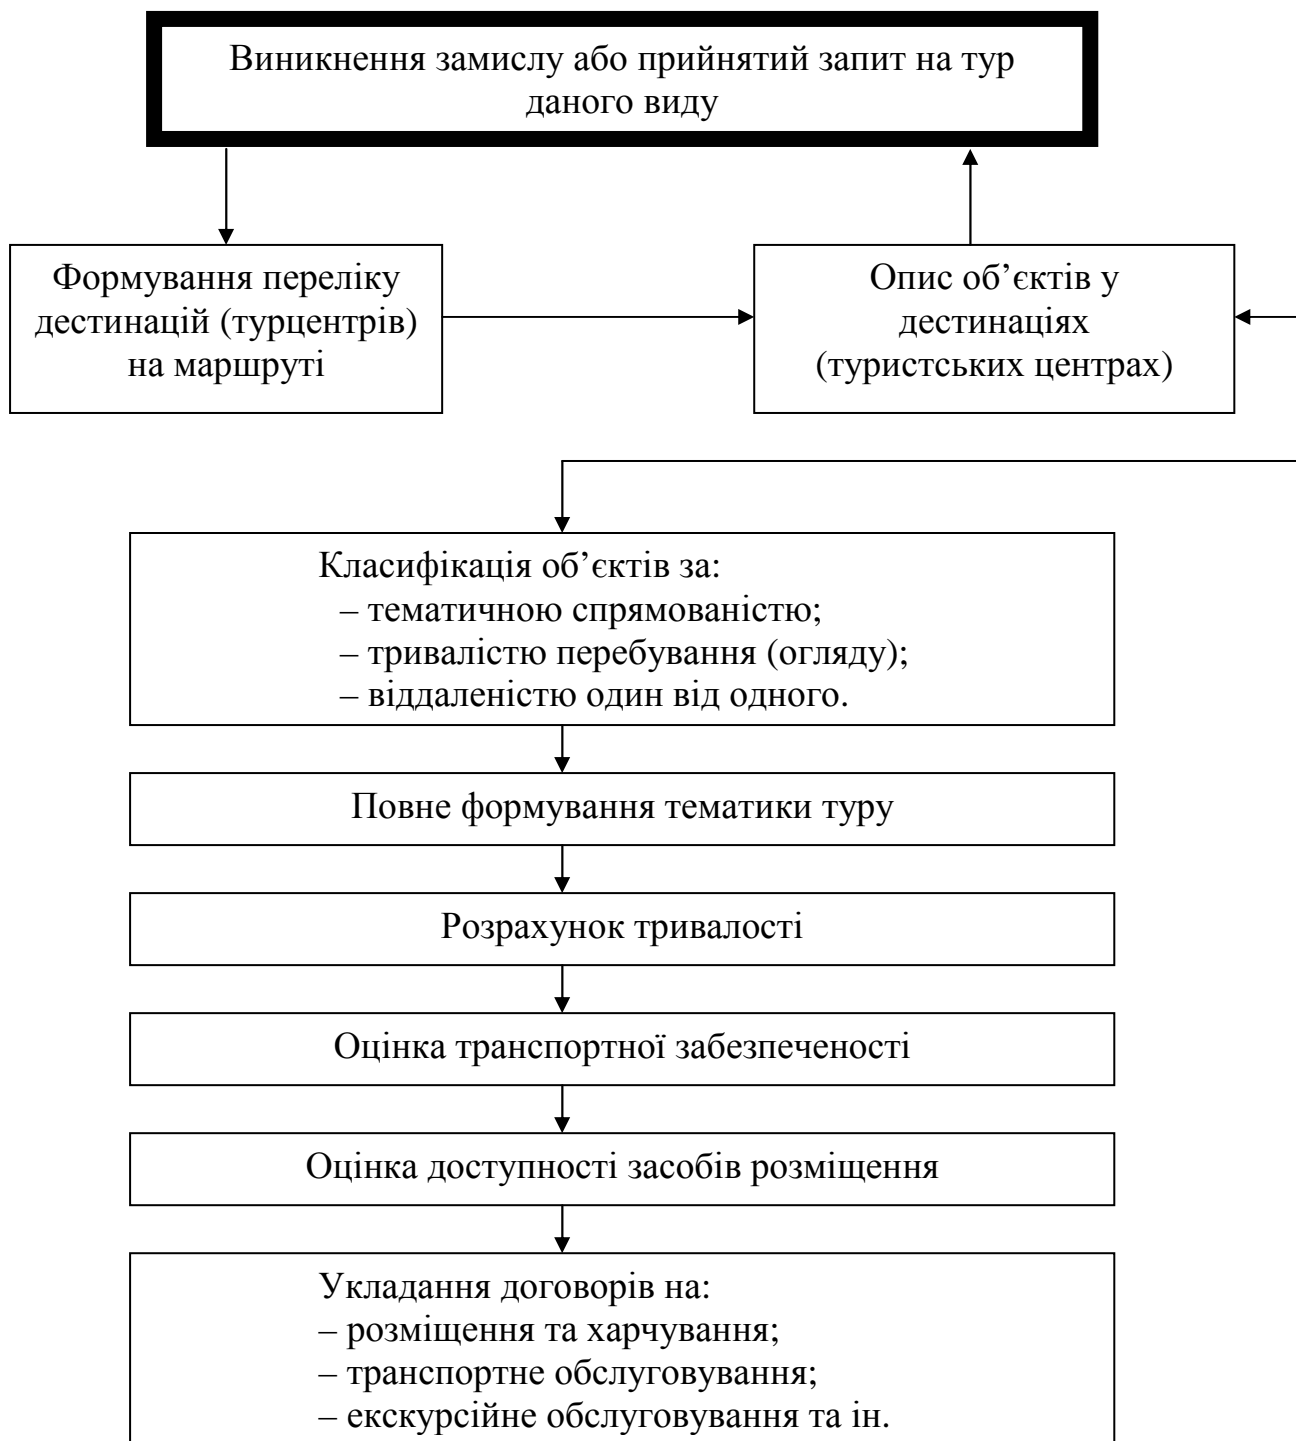 Виникнення замислу або прийнятий запит на тур
даного виду
Формування переліку
дестинацій (турцентрів)
на маршруті
Опис об’єктів у
дестинаціях
(туристських центрах)
Класифікація об’єктів за:
– тематичною спрямованістю;
– тривалістю перебування (огляду);
– віддаленістю один від одного.
Повне формування тематики туру
Розрахунок тривалості
Оцінка транспортної забезпеченості
Оцінка доступності засобів розміщення
Укладання договорів на:
– розміщення та харчування;
– транспортне обслуговування;
– екскурсійне обслуговування та ін.